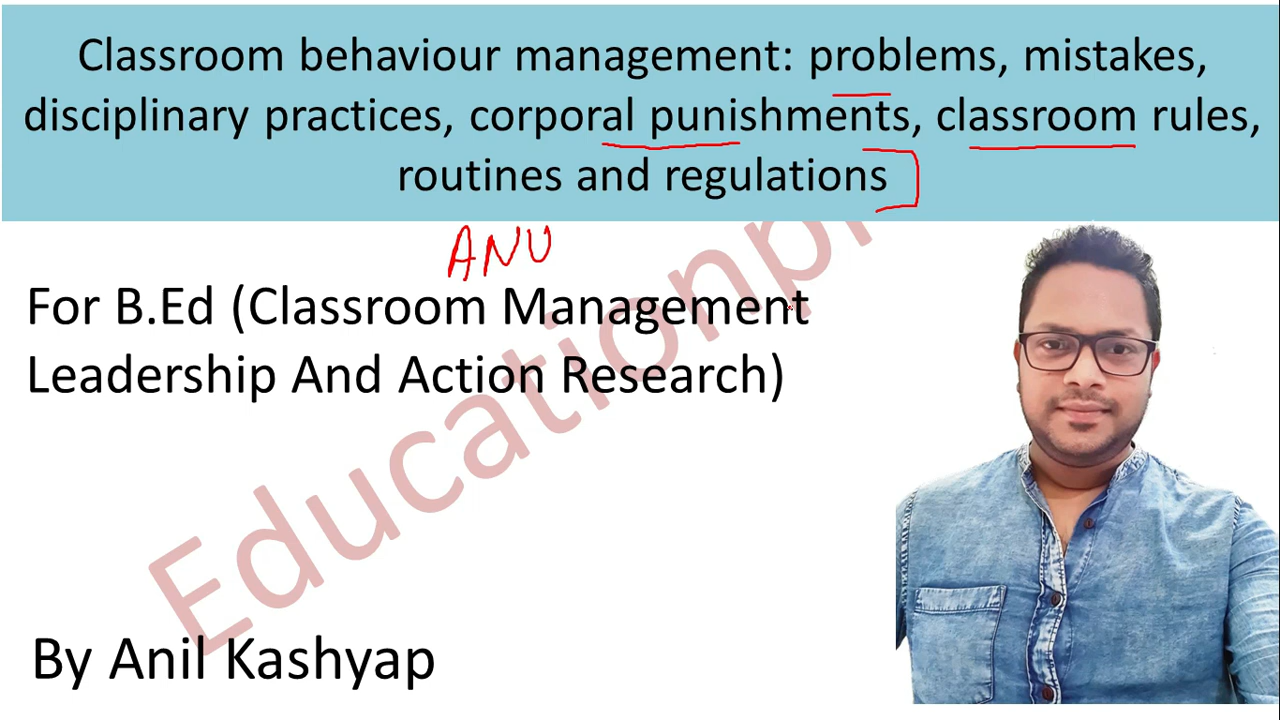 Classroom behaviour management: problems, mistakes,
disciplinary practices, corporal punishments, classroom rules,
routines and regulations
ANU
For B.Ed (Classroom Management
Leadership And Action Research)
By Anil Kashyap